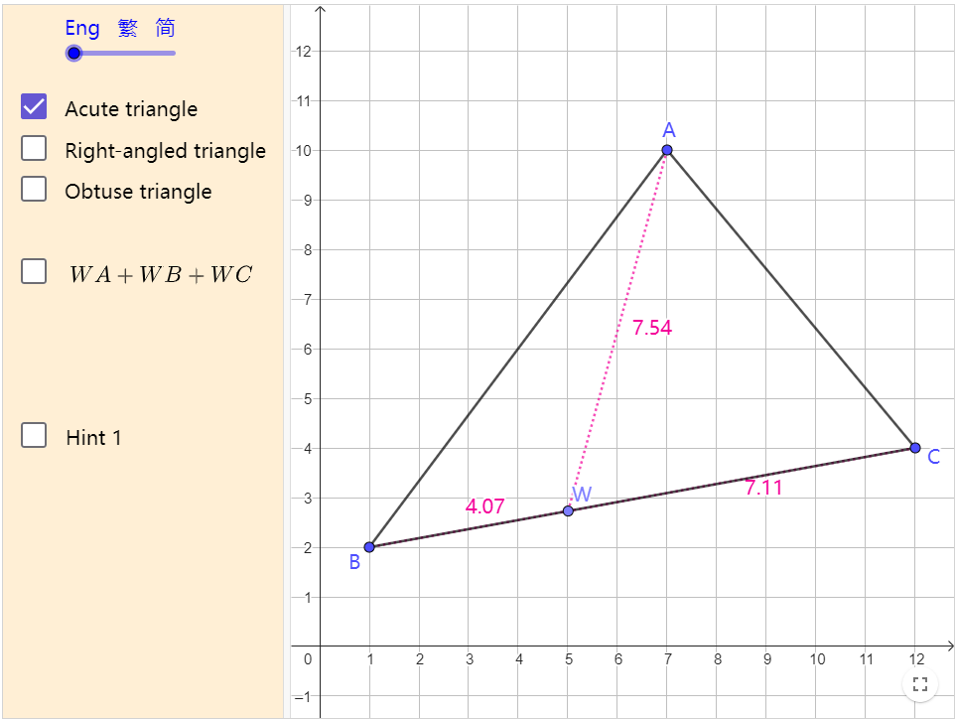 Eng 繁 简
Acute triangle
Right-angled triangle
Obtuse triangle
WA + WB + WC
Hint 1
12
11
10
9
8
7
6
5
4
3
2
1
0
–1
1 2 3 4 5 6 7 8 9 10 11 12
A
7.54
C
W
7.11
4.07
B